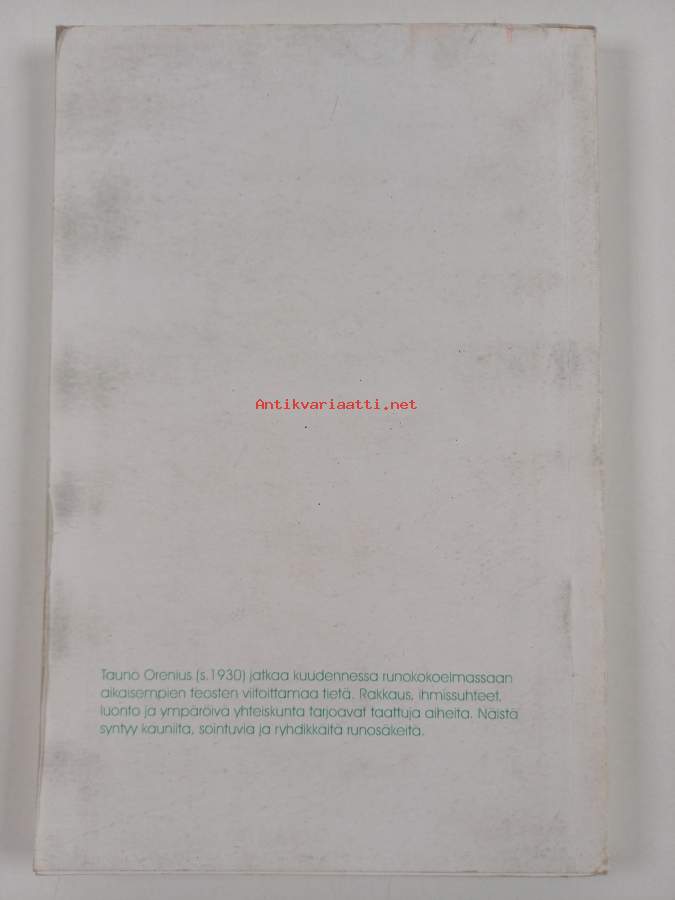 Antikvariaatti.net
Tauno Orenius (s.1930) jatkaa kuudennessa runokokoelmassaan
aikaisempien teosten viitoittamaa tietä. Rakkaus, ihmissuhteet,
luonto ja ympäröivä yhteiskunta tarjoavat taattuja aiheita. Näistä
syntyy kauniita, sointuvia ja ryhdikkäitä runosäkeitä.